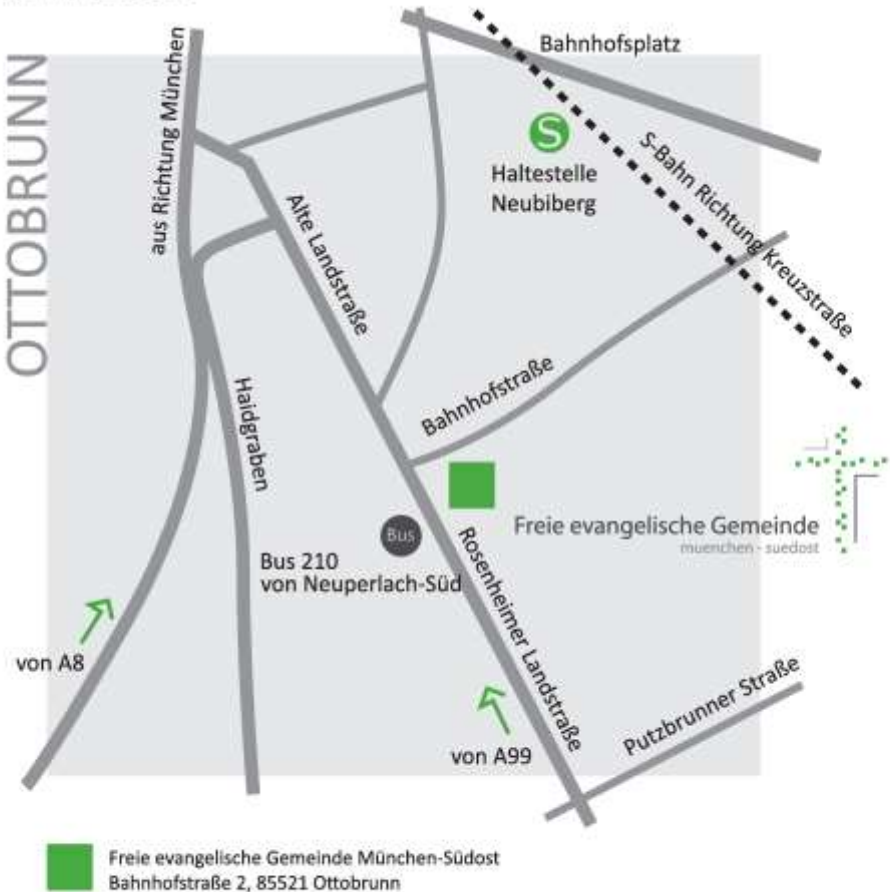 Bahnhofsplatz
OTTOBRUNN
aus Richtung München
S
Haltestelle
Neubiberg
S-Bahn Richtung Kreuzstraße
Alte Landstraße
Bahnhofstraße
Haidgraben
Freie evangelische Gemeinde
muenchen - suedost
Bus
Bus 210
von Neuperlach-Süd
Rosenheimer Landstraße
von A8
von A99
Putzbrunner Straße
Freie evangelische Gemeinde München-Südost
Bahnhofstraße 2, 85521 Ottobrunn